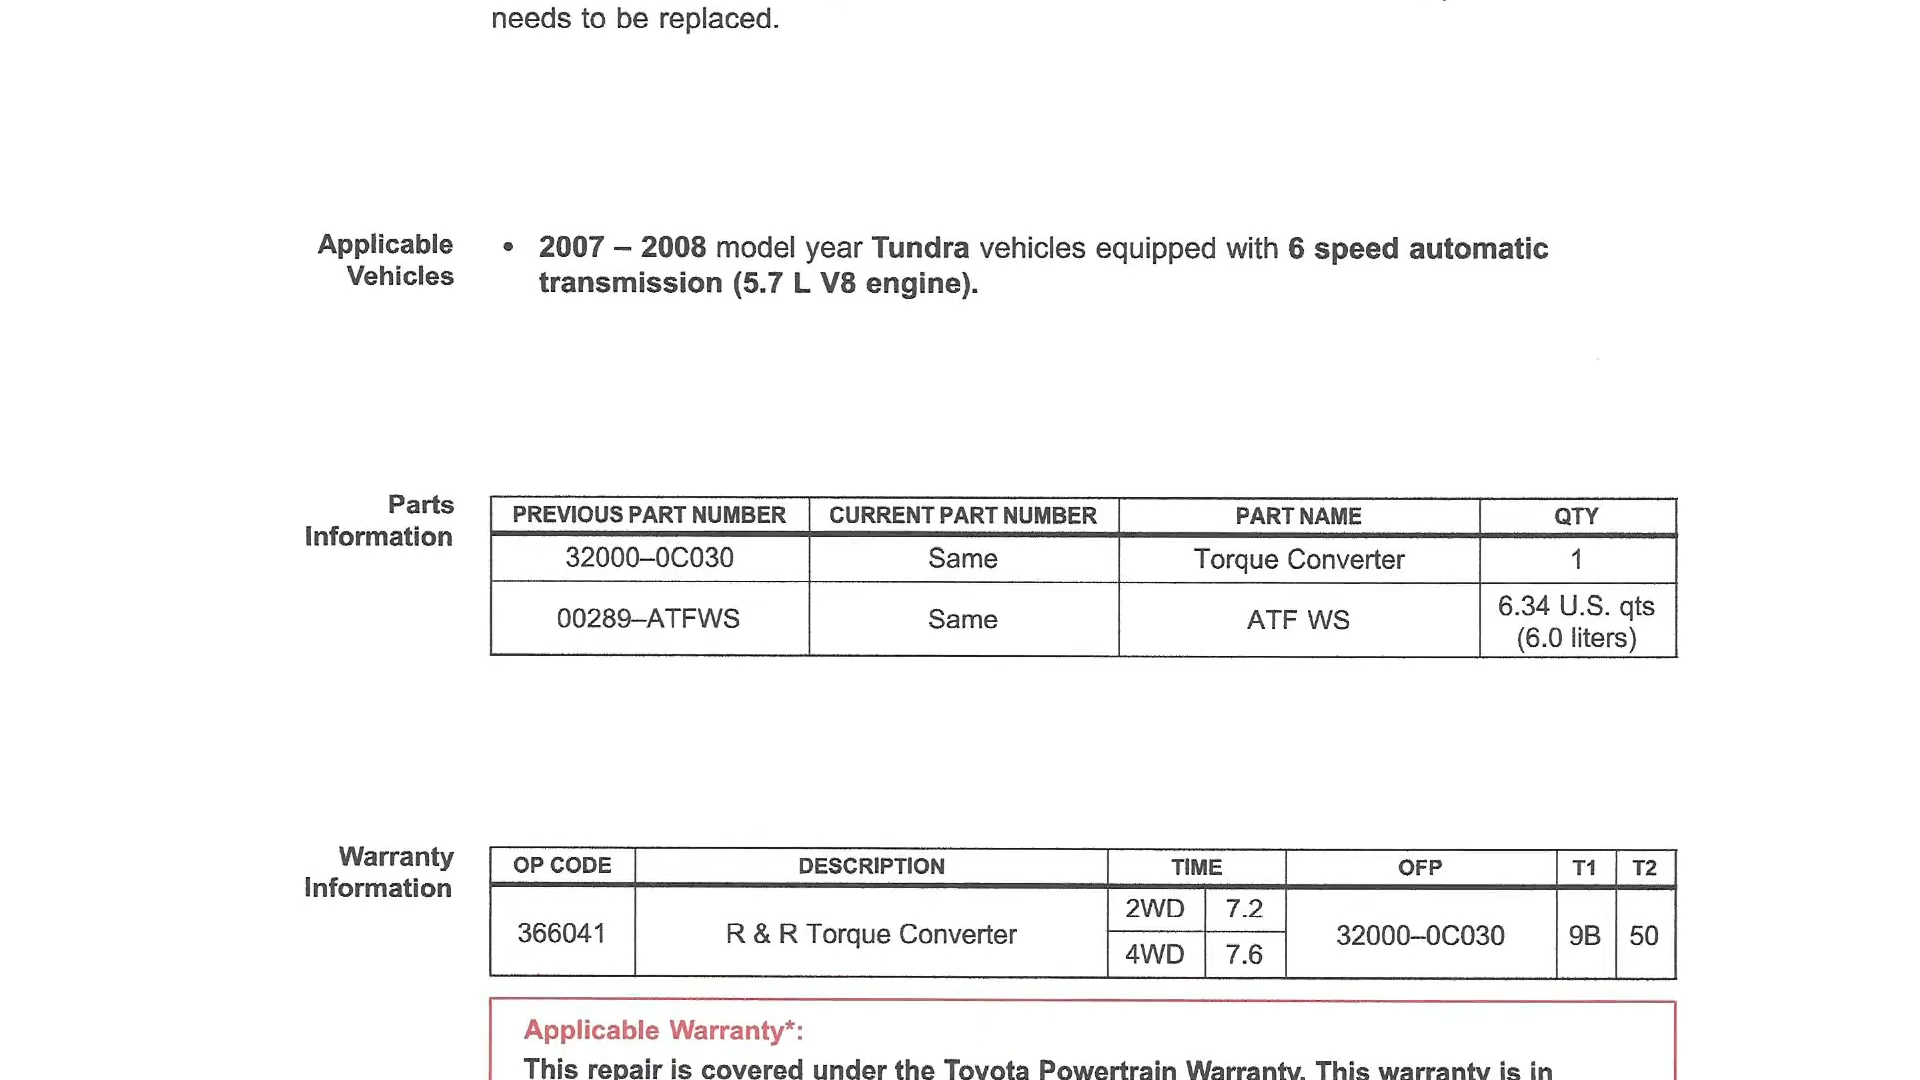 needs to be replaced.
Applicable
Vehicles
• 2007 – 2008 model year Tundra vehicles equipped with 6 speed automatic
transmission (5.7 L V8 engine).
Parts
Information
PREVIOUS PART NUMBER CURRENT PART NUMBER PART NAME QTY
32000–0C030 Same Torque Converter 1
00289–ATFWS Same ATF WS 6.34 U.S. qts
(6.0 liters)
Warranty
Information
OP CODE DESCRIPTION TIME OFP T1 T2
366041 R & R Torque Converter 2WD 7.2 32000–0C030 9B 50
4WD 7.6
Applicable Warranty*:
This repair is covered under the Toyota Powertrain Warranty. This warranty is in